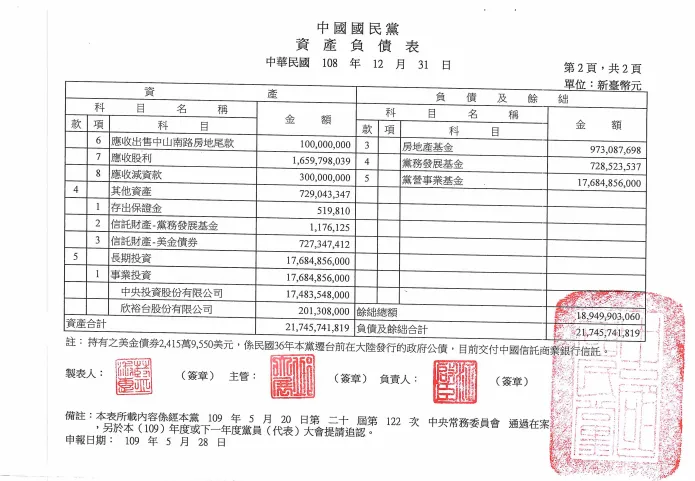 中國國民黨
資產負債表
中華民國 108 年 12 月 31 日
第 2 頁，共 2 頁
單位：新臺幣元
資 產 負 債 及 餘 絀
科 目 名 稱 金 額 科 目 名 稱 金 額
款 項 科 目 款 項 科 目
6 應收出售中山南路房地尾款 100,000,000 3 房地產基金 973,087,698
7 應收股利 1,659,798,039 4 黨務發展基金 728,523,537
8 應收減資款 300,000,000 5 黨營事業基金 17,684,856,000
4 其他資產 729,043,347
1 存出保證金 519,810
2 信託財產-黨務發展基金 1,176,125
3 信託財產-美金債券 727,347,412
5 長期投資 17,684,856,000
1 事業投資 17,684,856,000
中央投資股份有限公司 17,483,548,000
欣裕台股份有限公司 201,308,000 餘絀總額 18,949,903,060
資產合計 21,745,741,819 負債及餘絀合計 21,745,741,819
註：持有之美金債券2,415萬9,550美元，係民國36年本黨遷台前在大陸發行的政府公債，目前交付中國信託商業銀行信託。
製表人： （簽章） 主管： （簽章） 負責人： （簽章）
備註：本表所載內容係經本黨 109 年 5 月 20 日第 二十 屆第 122 次 中央常務委員會 通過在案
，另於本（109）年度或下一年度黨員（代表）大會提請追認。
申報日期： 109 年 5 月 28 日